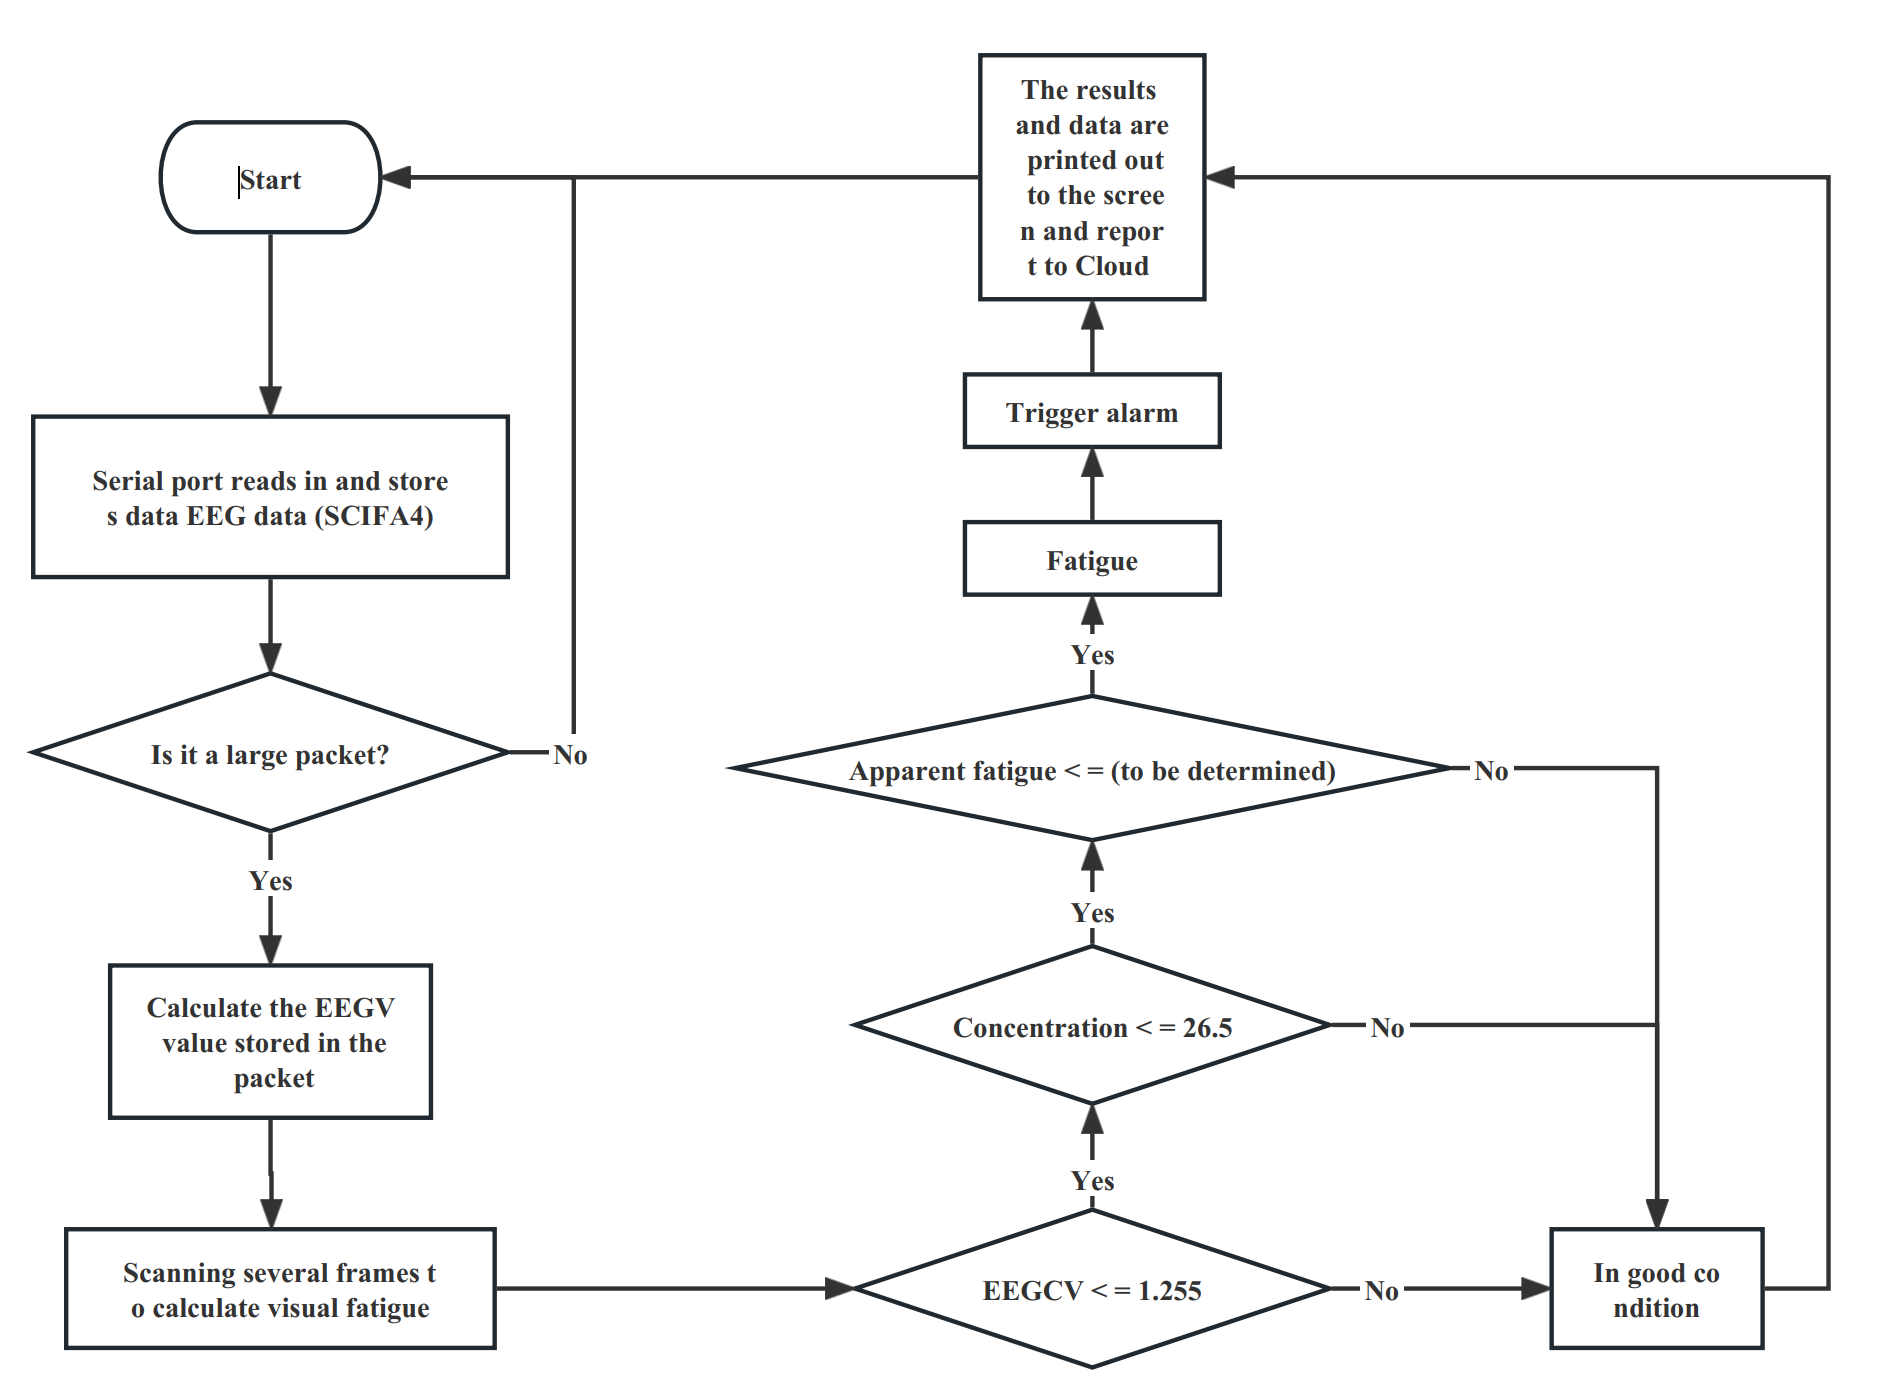 Start
Serial port reads in and store
s data EEG data (SCIFA4)
Is it a large packet?
No
Yes
Calculate the EEGV
value stored in the
packet
Scanning several frames t
o calculate visual fatigue
EEGCV < = 1.255
No
Yes
Concentration < = 26.5
No
Yes
Apparent fatigue < = (to be determined)
No
Yes
Fatigue
Trigger alarm
The results
and data are
printed out
to the scree
n and repor
t to Cloud
In good co
ndition